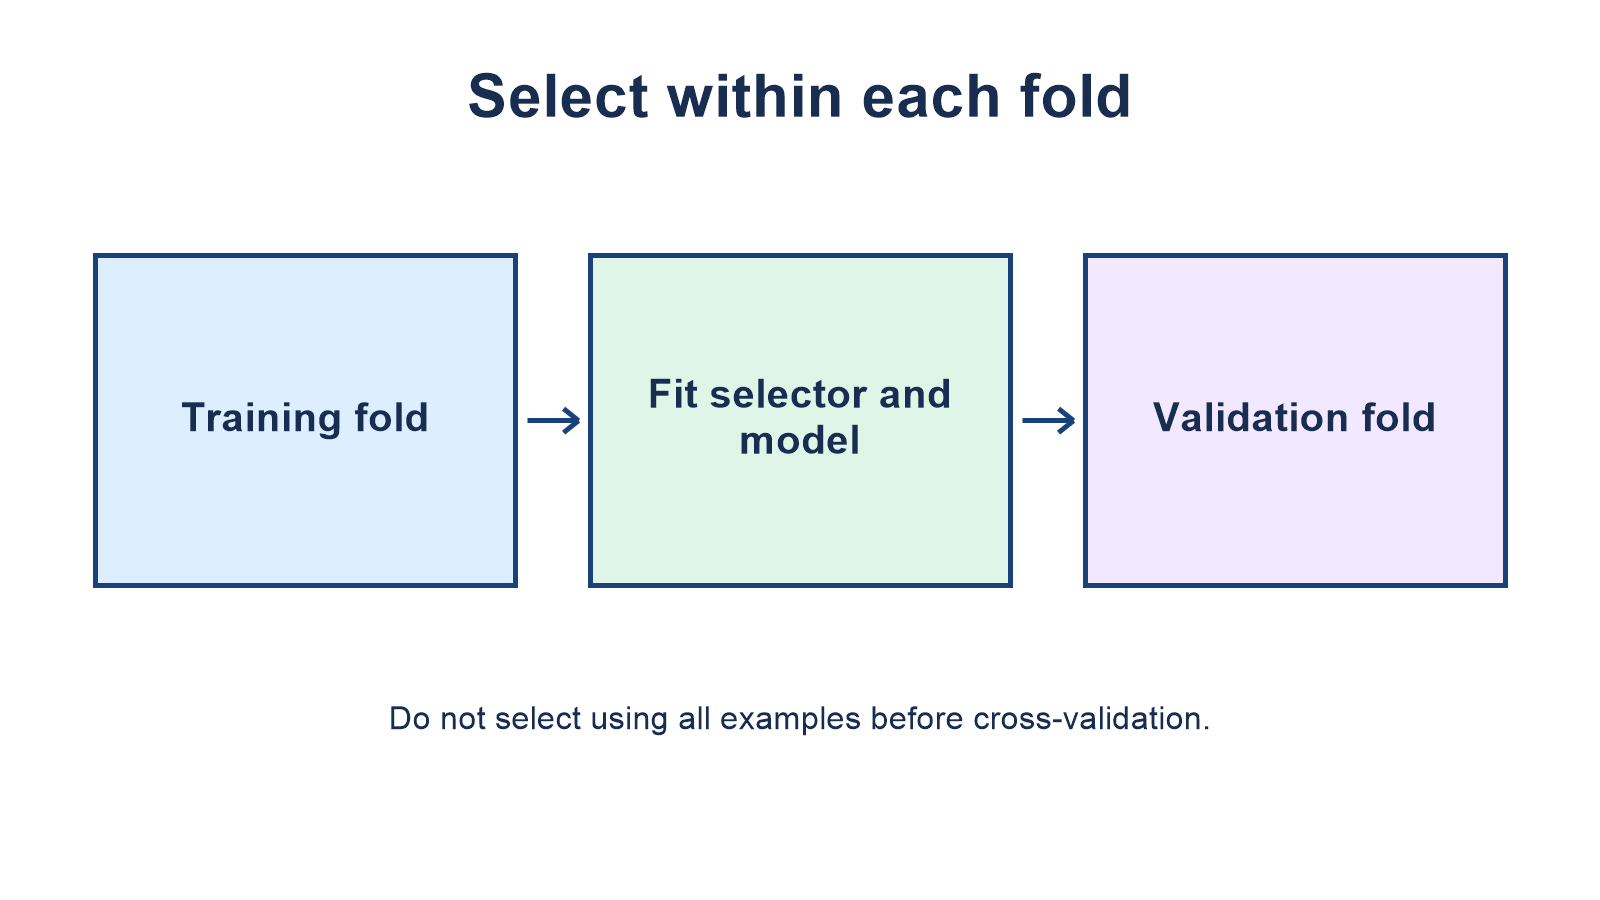 Select within each fold
Training fold
Fit selector and
model
Validation fold
Do not select using all examples before cross-validation.